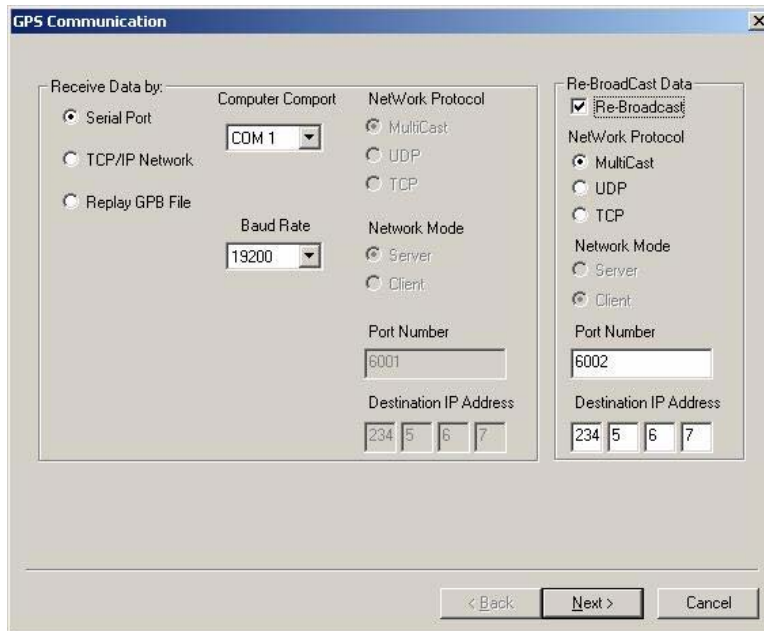 GPS Communication
Receive Data by:
Serial Port
TCP/IP Network
Replay GPB File
Computer Comport
COM 1
Baud Rate
19200
NetWork Protocol
MultiCast
UDP
TCP
Network Mode
Server
Client
Port Number
6001
Destination IP Address
234 5 6 7
Re-BroadCast Data
Re-Broadcast
NetWork Protocol
MultiCast
UDP
TCP
Network Mode
Server
Client
Port Number
6002
Destination IP Address
234 5 6 7
< Back
Next >
Cancel